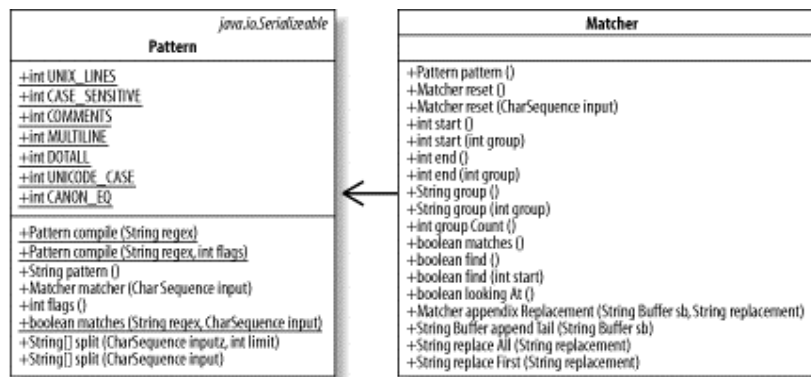 java.io.Serializeable
Pattern
+int UNIX_LINES
+int CASE_SENSITIVE
+int COMMENTS
+int MULTILINE
+int DOTALL
+int UNICODE_CASE
+int CANON_EQ
+Pattern compile (String regex)
+Pattern compile (String regex, int flags)
+String pattern ()
+Matcher matcher (Char Sequence input)
+int flags ()
+boolean matches (String regex, CharSequence input)
+String[] split (CharSequence inputz, int limit)
+String[] split (CharSequence input)
Matcher
+Pattern pattern ()
+Matcher reset ()
+Matcher reset (CharSequence input)
+int start ()
+int start (int group)
+int end ()
+int end (int group)
+String group ()
+String group (int group)
+int group Count ()
+boolean matches ()
+boolean find ()
+boolean find (int start)
+boolean looking At ()
+Matcher appendix Replacement (String Buffer sb, String replacement)
+String Buffer append Tail (String Buffer sb)
+String replace All (String replacement)
+String replace First (String replacement)